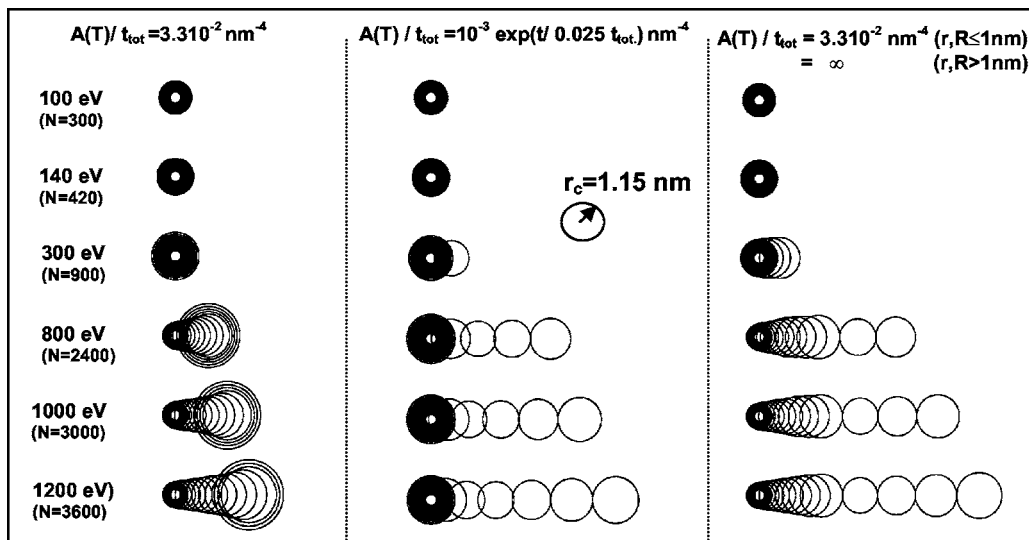 A(T)/ t_tot =3.310⁻² nm⁻⁴
A(T) / t_tot =10⁻³ exp(t/ 0.025 t_tot.) nm⁻⁴
A(T) / t_tot = 3.310⁻² nm⁻⁴ (r,R≤1nm)
= ∞ (r,R>1nm)
100 eV
(N=300)
140 eV
(N=420)
r_c=1.15 nm
300 eV
(N=900)
800 eV
(N=2400)
1000 eV
(N=3000)
1200 eV)
(N=3600)